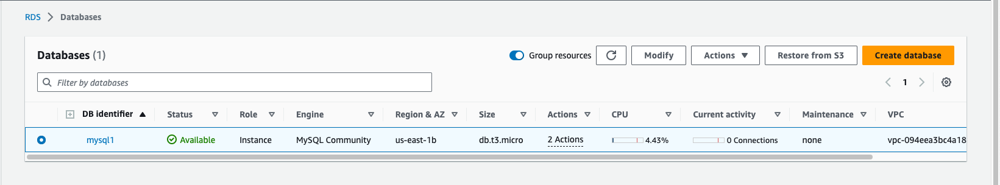 RDS > Databases
Databases (1)
Group resources
Modify
Actions
Restore from S3
Create database
Filter by databases
1
DB identifier Status Role Engine Region & AZ Size Actions CPU Current activity Maintenance VPC
mysql1 Available Instance MySQL Community us-east-1b db.t3.micro 2 Actions 4.43% 0 Connections none vpc-094eea3bc4a18